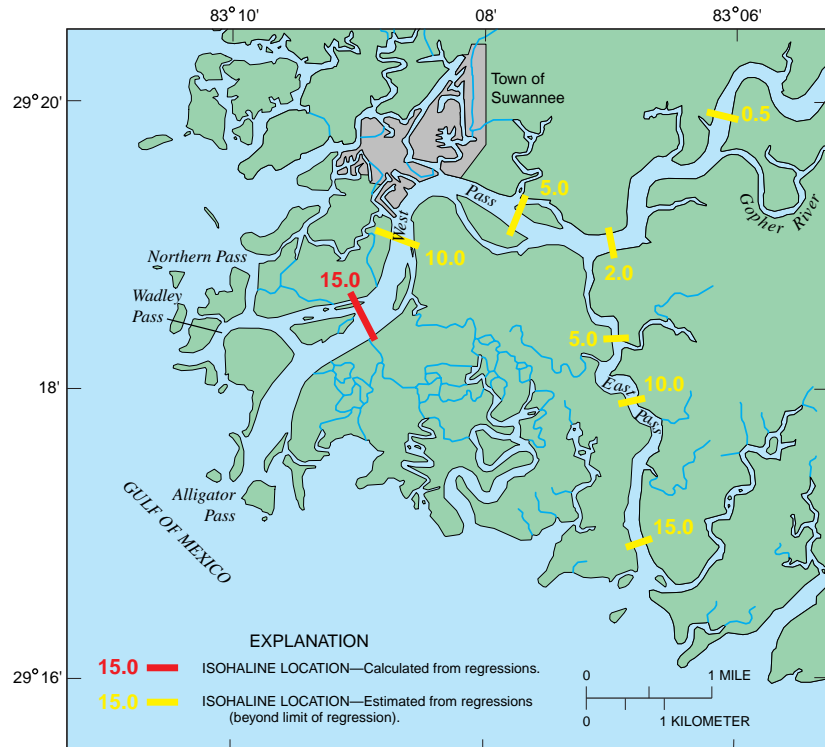 83°10'
08'
83°06'
29°20'
Town of
Suwannee
0.5
5.0
Pass
Gopher River
West
10.0
2.0
Northern Pass
15.0
Wadley
Pass
5.0
18'
East
10.0
Pass
Alligator
Pass
GULF OF MEXICO
15.0
EXPLANATION
15.0 ISOHALINE LOCATION—Calculated from regressions.
15.0 ISOHALINE LOCATION—Estimated from regressions
(beyond limit of regression).
29°16'
0 1 MILE
0 1 KILOMETER